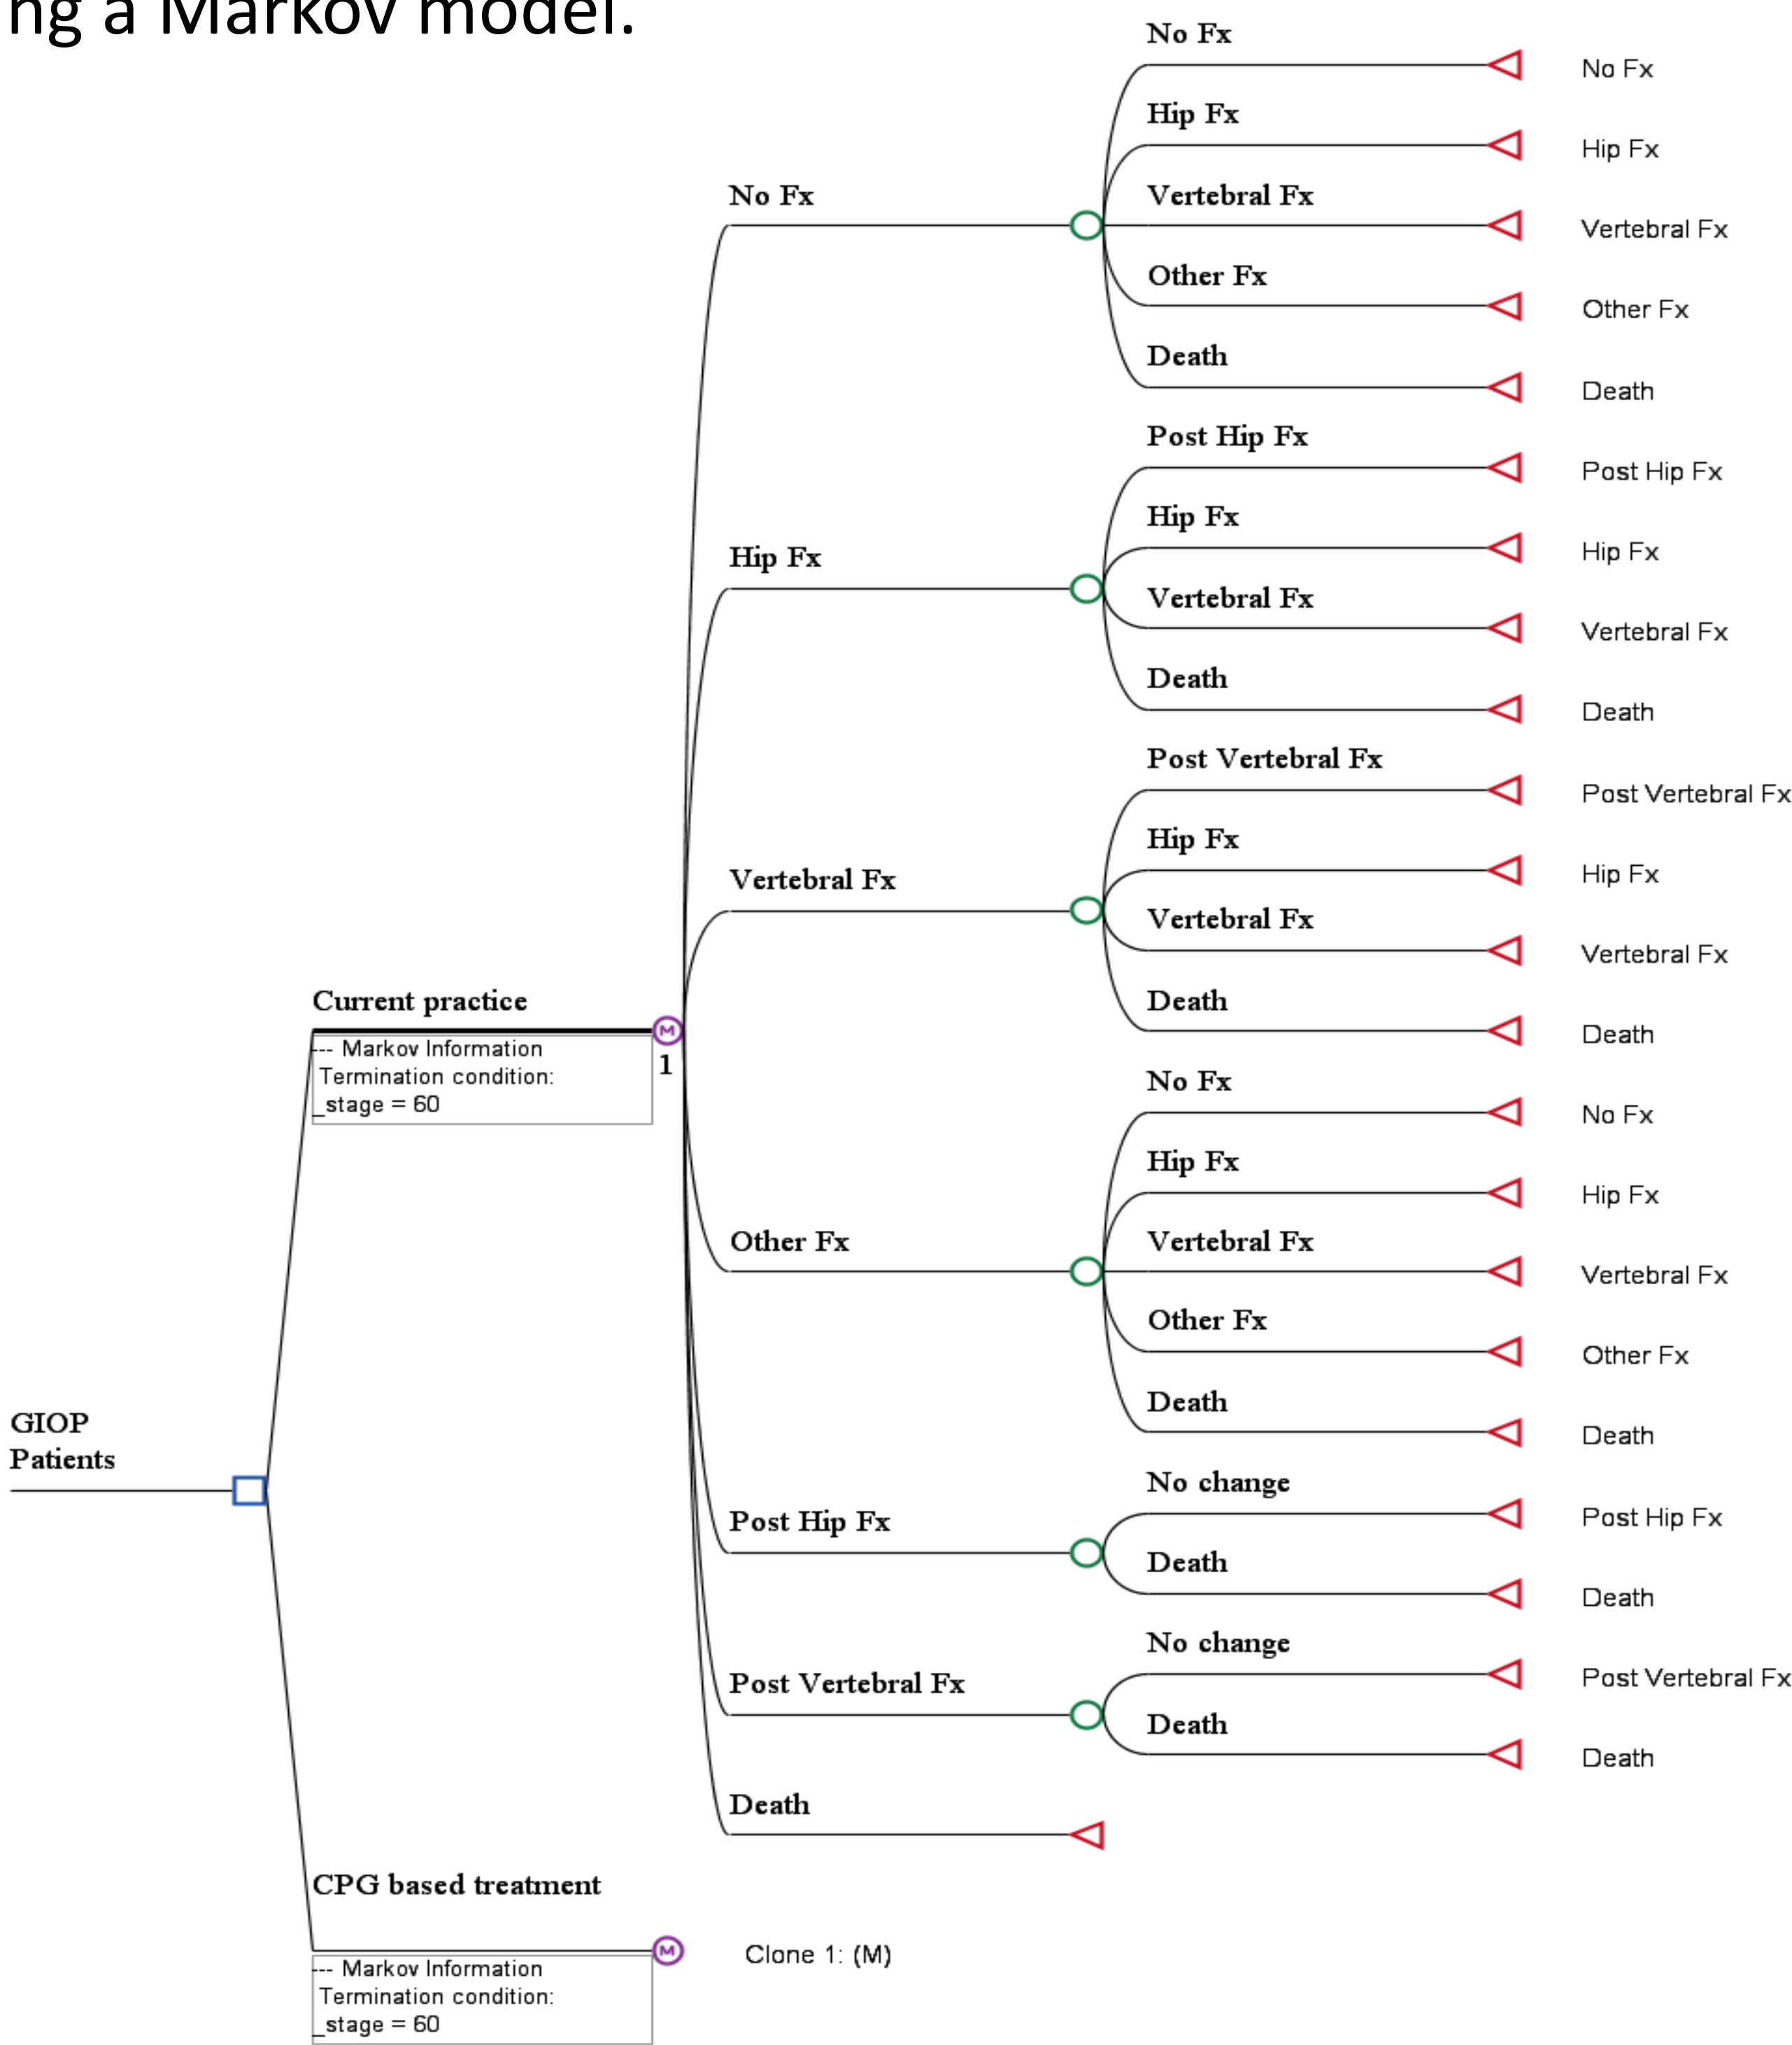 ng a Markov model.
No Fx
No Fx
Hip Fx
Hip Fx
No Fx
Vertebral Fx
Vertebral Fx
Other Fx
Other Fx
Death
Death
Post Hip Fx
Post Hip Fx
Hip Fx
Hip Fx
Hip Fx
Vertebral Fx
Vertebral Fx
Death
Death
Post Vertebral Fx
Post Vertebral Fx
Hip Fx
Hip Fx
Vertebral Fx
Vertebral Fx
Vertebral Fx
Death
Death
Current practice
M
1
--- Markov Information
Termination condition:
_stage = 60
No Fx
No Fx
Hip Fx
Hip Fx
Other Fx
Vertebral Fx
Vertebral Fx
Other Fx
Other Fx
Death
Death
GIOP
Patients
Post Hip Fx
No change
Post Hip Fx
Death
Death
Post Vertebral Fx
No change
Post Vertebral Fx
Death
Death
Death
CPG based treatment
M
Clone 1: (M)
--- Markov Information
Termination condition:
_stage = 60